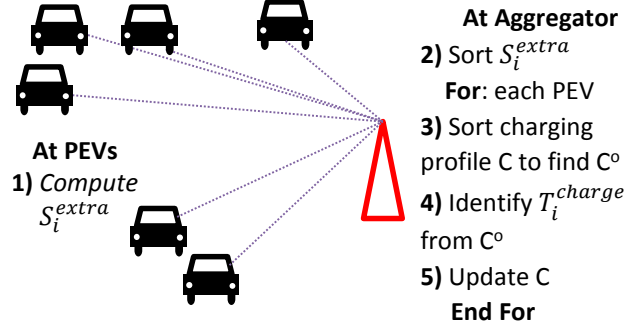 At PEVs
1) Compute
S_i^{extra}
At Aggregator
2) Sort S_i^{extra}
For: each PEV
3) Sort charging
profile C to find C^o
4) Identify T_i^{charge}
from C^o
5) Update C
End For